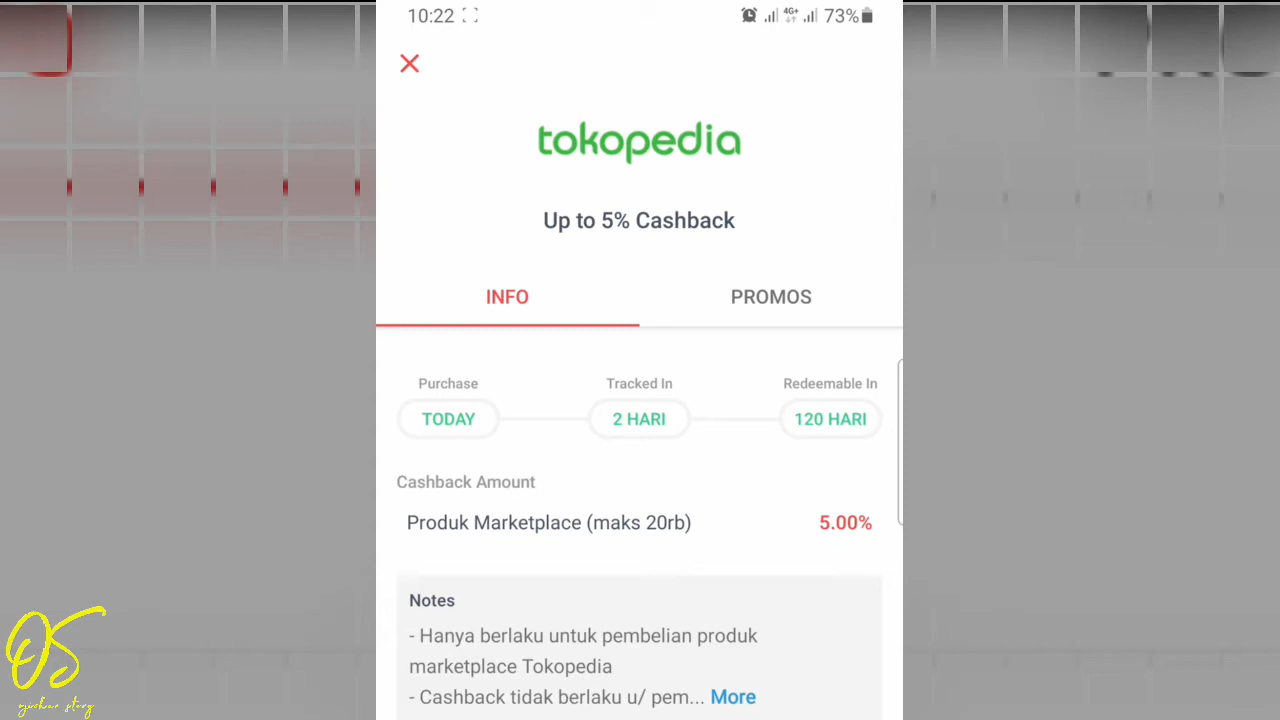 10:22
4G+ 73%
tokopedia
Up to 5% Cashback
INFO PROMOS
Purchase Tracked In Redeemable In
TODAY 2 HARI 120 HARI
Cashback Amount
Produk Marketplace (maks 20rb) 5.00%
Notes
- Hanya berlaku untuk pembelian produk
marketplace Tokopedia
- Cashback tidak berlaku u/ pem... More
OS